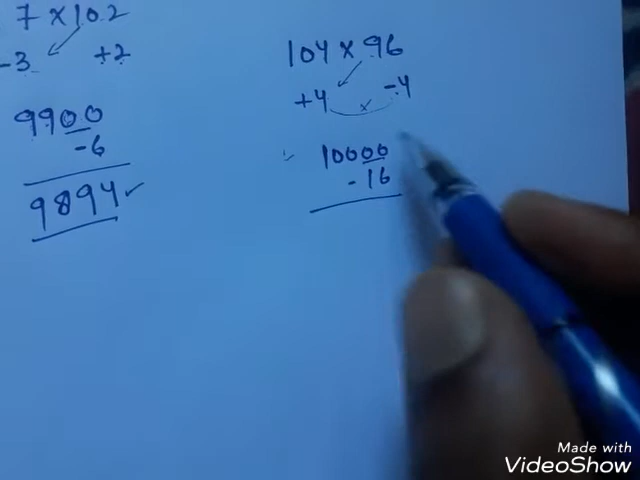 7 × 102
-3 +2
9900
-6
9894 ✓
104 × 96
+4 × -4
10000
-16
Made with
VideoShow